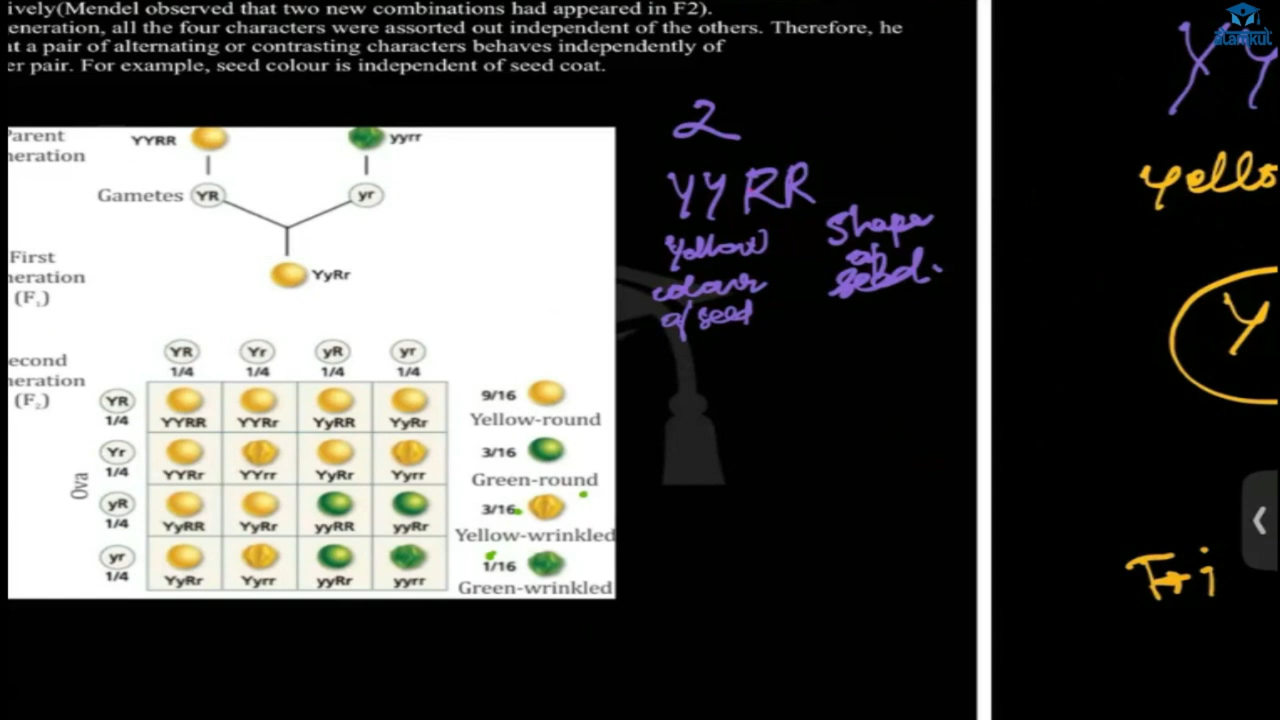 ively(Mendel observed that two new combinations had appeared in F2).
eneration, all the four characters were assorted out independent of the others. Therefore, he
at a pair of alternating or contrasting characters behaves independently of
er pair. For example, seed colour is independent of seed coat.
arent
neration
YYRR
yyrr
Gametes YR yr
First
neration
(F₁)
YyRr
econd
neration
(F₂)
YR Yr yR yr
1/4 1/4 1/4 1/4
Ova
YR
1/4
YYRR YYRr YyRR YyRr
Yr
1/4
YYRr YYrr YyRr Yyrr
yR
1/4
YyRR YyRr yyRR yyRr
yr
1/4
YyRr Yyrr yyRr yyrr
9/16
Yellow-round
3/16
Green-round
3/16
Yellow-wrinkled
1/16
Green-wrinkled
2
YYRR
Yellow
colour
of seed
Shape
of
seed.
YY
Yello
Y
Tri